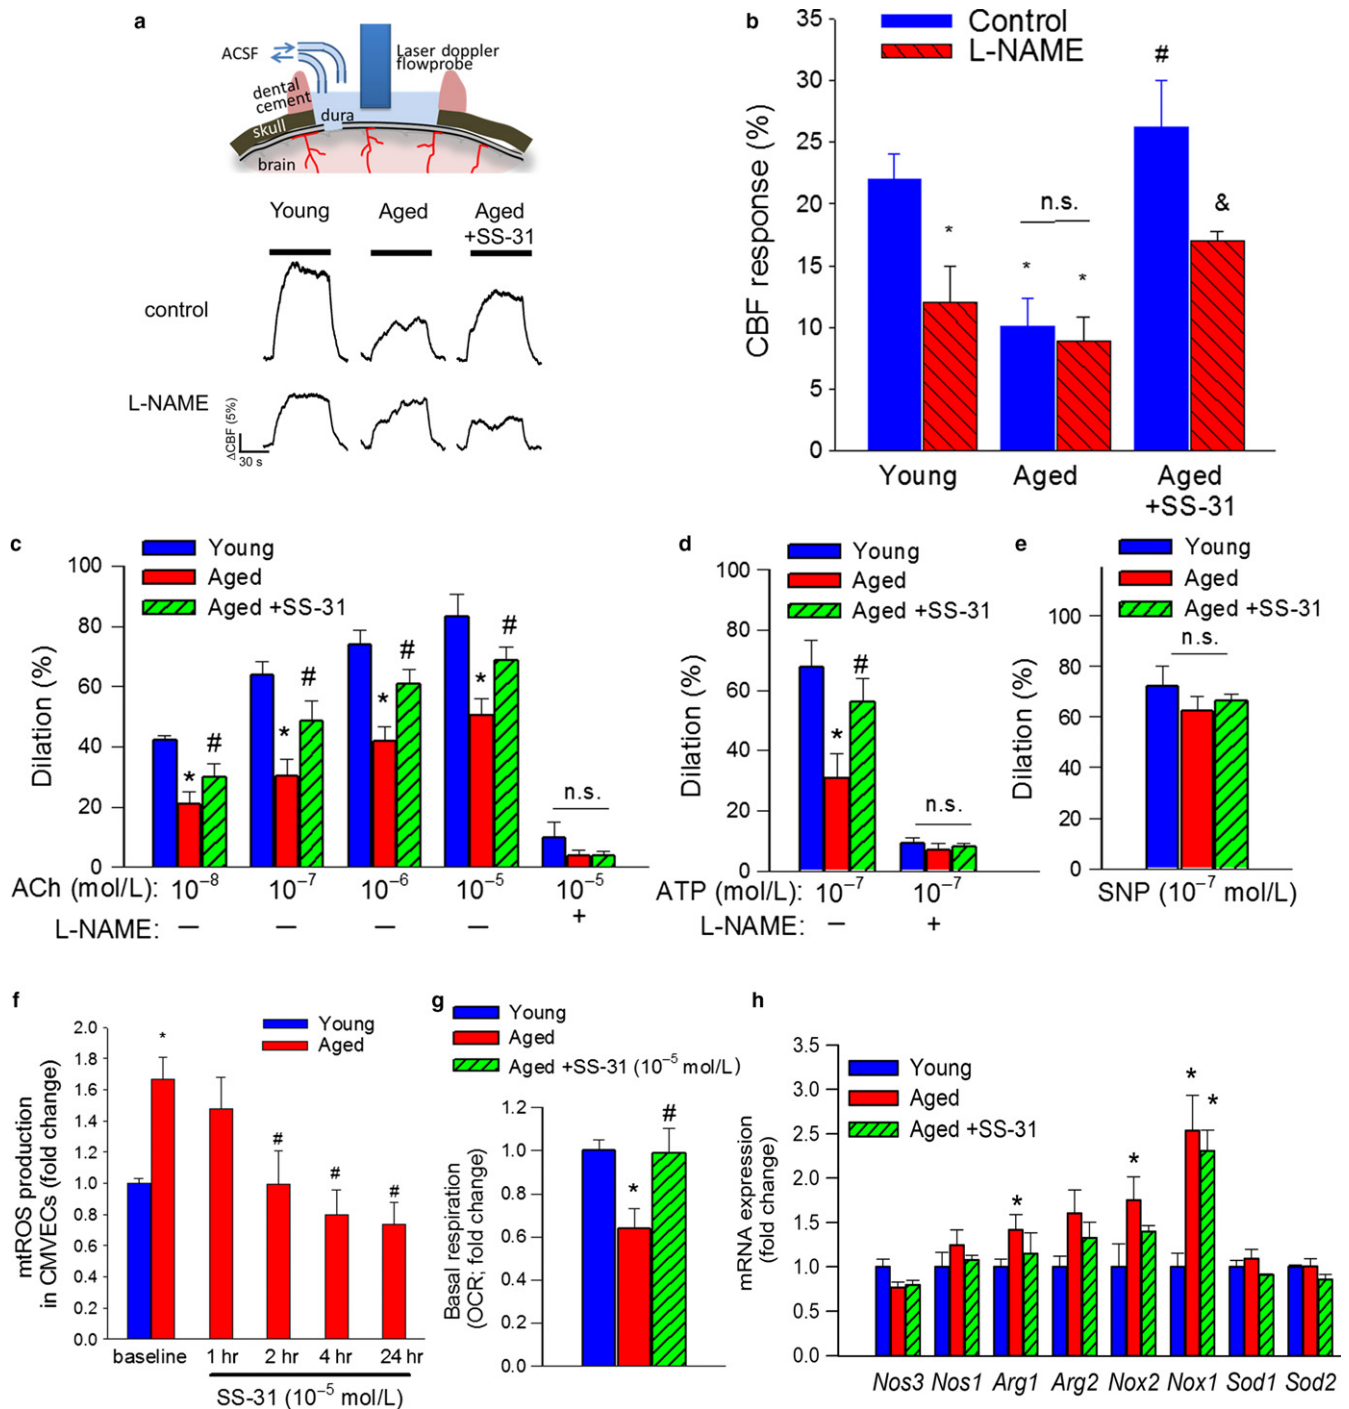 a
ACSF
Laser doppler
flowprobe
dental
cement
skull
dura
brain
Young
Aged
Aged
+SS-31
control
L-NAME
ΔCBF (5%)
30 s
b
Control
L-NAME
CBF response (%)
35
30
25
20
15
10
5
0
#
*
n.s.
*
*
&
Young
Aged
Aged
+SS-31
c
Young
Aged
Aged +SS-31
Dilation (%)
100
80
60
40
20
0
* #
* #
* #
* #
n.s.
ACh (mol/L): 10⁻⁸ 10⁻⁷ 10⁻⁶ 10⁻⁵ 10⁻⁵
L-NAME: – – – – +
d
Young
Aged
Aged +SS-31
Dilation (%)
100
80
60
40
20
0
* #
n.s.
ATP (mol/L): 10⁻⁷ 10⁻⁷
L-NAME: – +
e
Young
Aged
Aged +SS-31
n.s.
Dilation (%)
100
80
60
40
20
0
SNP (10⁻⁷ mol/L)
f
Young
Aged
mtROS production
in CMVECs (fold change)
2.0
1.8
1.6
1.4
1.2
1.0
0.8
0.6
0.4
0.2
0.0
*
#
#
#
baseline 1 hr 2 hr 4 hr 24 hr
SS-31 (10⁻⁵ mol/L)
g
Young
Aged
Aged +SS-31 (10⁻⁵ mol/L)
Basal respiration
(OCR; fold change)
1.2
1.0
0.8
0.6
0.4
0.2
0.0
*
#
h
Young
Aged
Aged +SS-31
mRNA expression
(fold change)
3.5
3.0
2.5
2.0
1.5
1.0
0.5
0.0
*
*
*
*
Nos3 Nos1 Arg1 Arg2 Nox2 Nox1 Sod1 Sod2